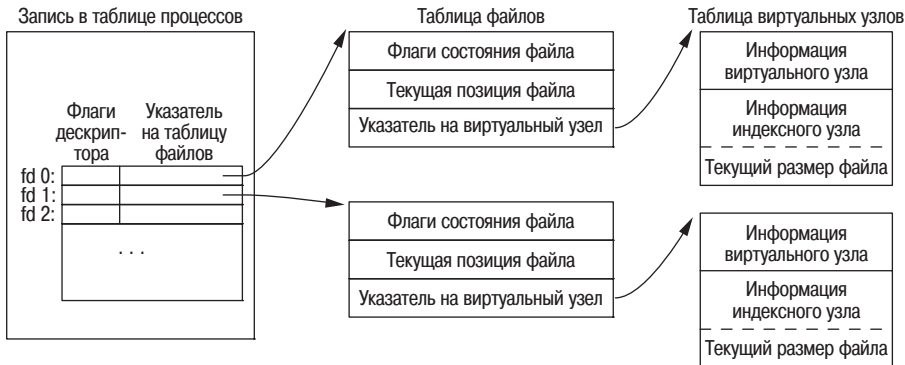 Запись в таблице процессов
Флаги
дескрип-
тора
Указатель
на таблицу
файлов
fd 0:
fd 1:
fd 2:
. . .
Таблица файлов
Флаги состояния файла
Текущая позиция файла
Указатель на виртуальный узел
Флаги состояния файла
Текущая позиция файла
Указатель на виртуальный узел
Таблица виртуальных узлов
Информация
виртуального узла
Информация
индексного узла
Текущий размер файла
Информация
виртуального узла
Информация
индексного узла
Текущий размер файла